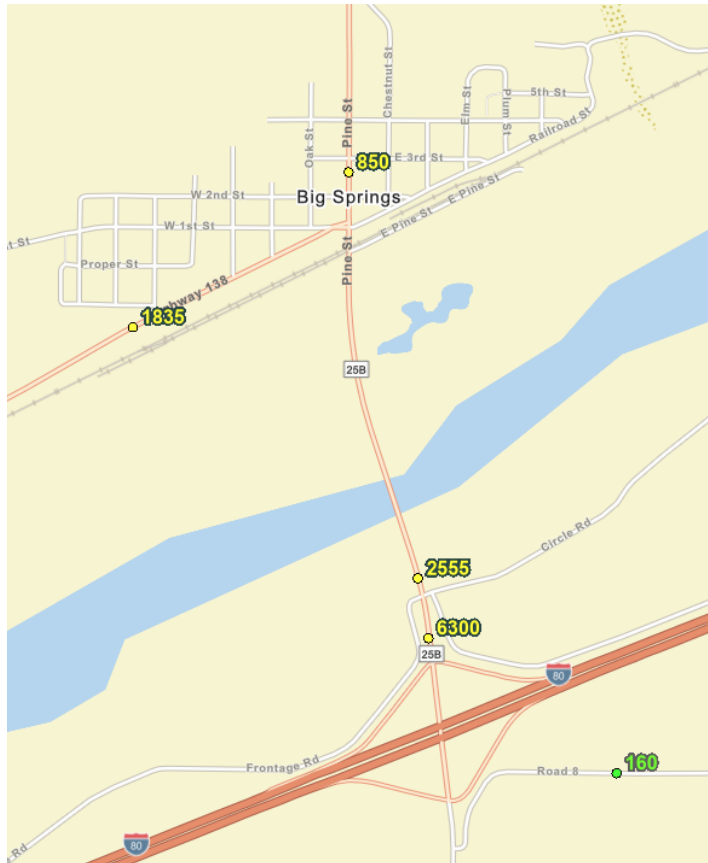 Chestnut St
Elm St
Plum St
5th St
Pine St
Oak St
Railroad St
E 3rd St
850
W 2nd St
Big Springs
E Pine St
W 1st St
E Pine St
Proper St
Pine St
Highway 138
1835
25B
Circle Rd
2555
6300
25B
80
Frontage Rd
Road 8
160
80